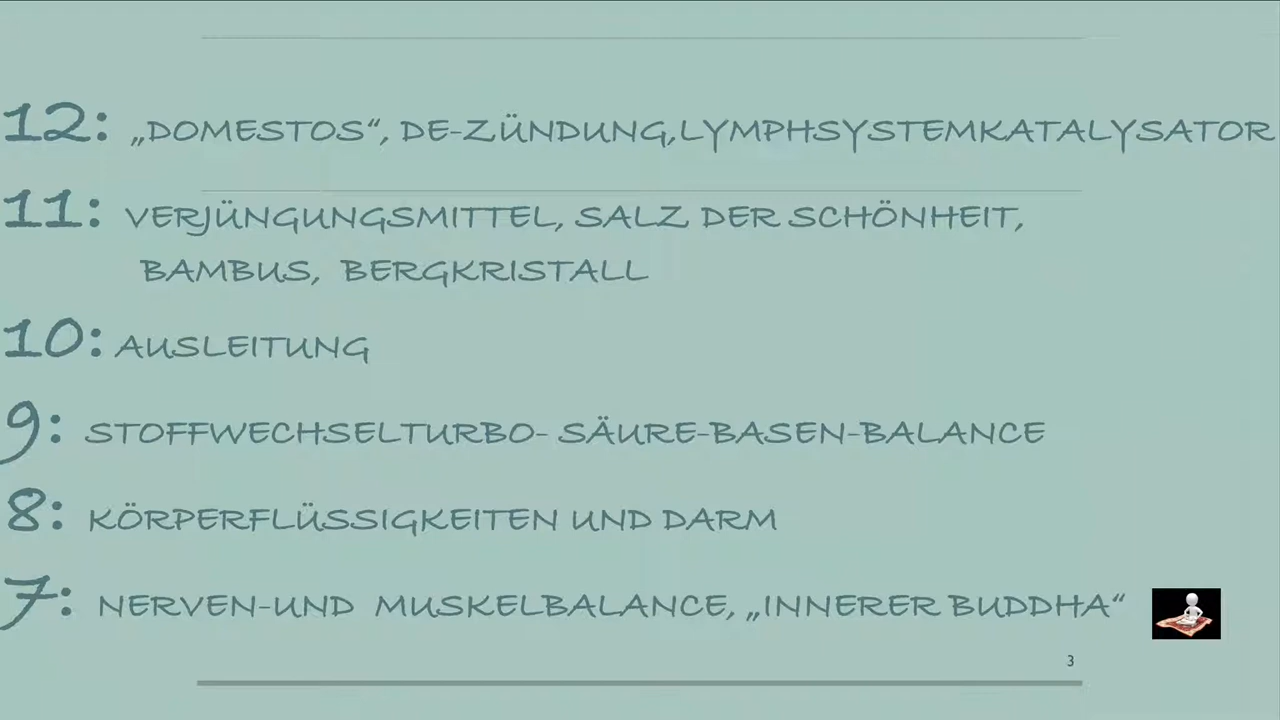 12: „DOMESTOS“, DE-ZÜNDUNG,LYMPHSYSTEMKATALYSATOR
11: VERJÜNGUNGSMITTEL, SALZ DER SCHÖNHEIT,
BAMBUS, BERGKRISTALL
10: AUSLEITUNG
9: STOFFWECHSELTURBO- SÄURE-BASEN-BALANCE
8: KÖRPERFLÜSSIGKEITEN UND DARM
7: NERVEN-UND MUSKELBALANCE, „INNERER BUDDHA“
3